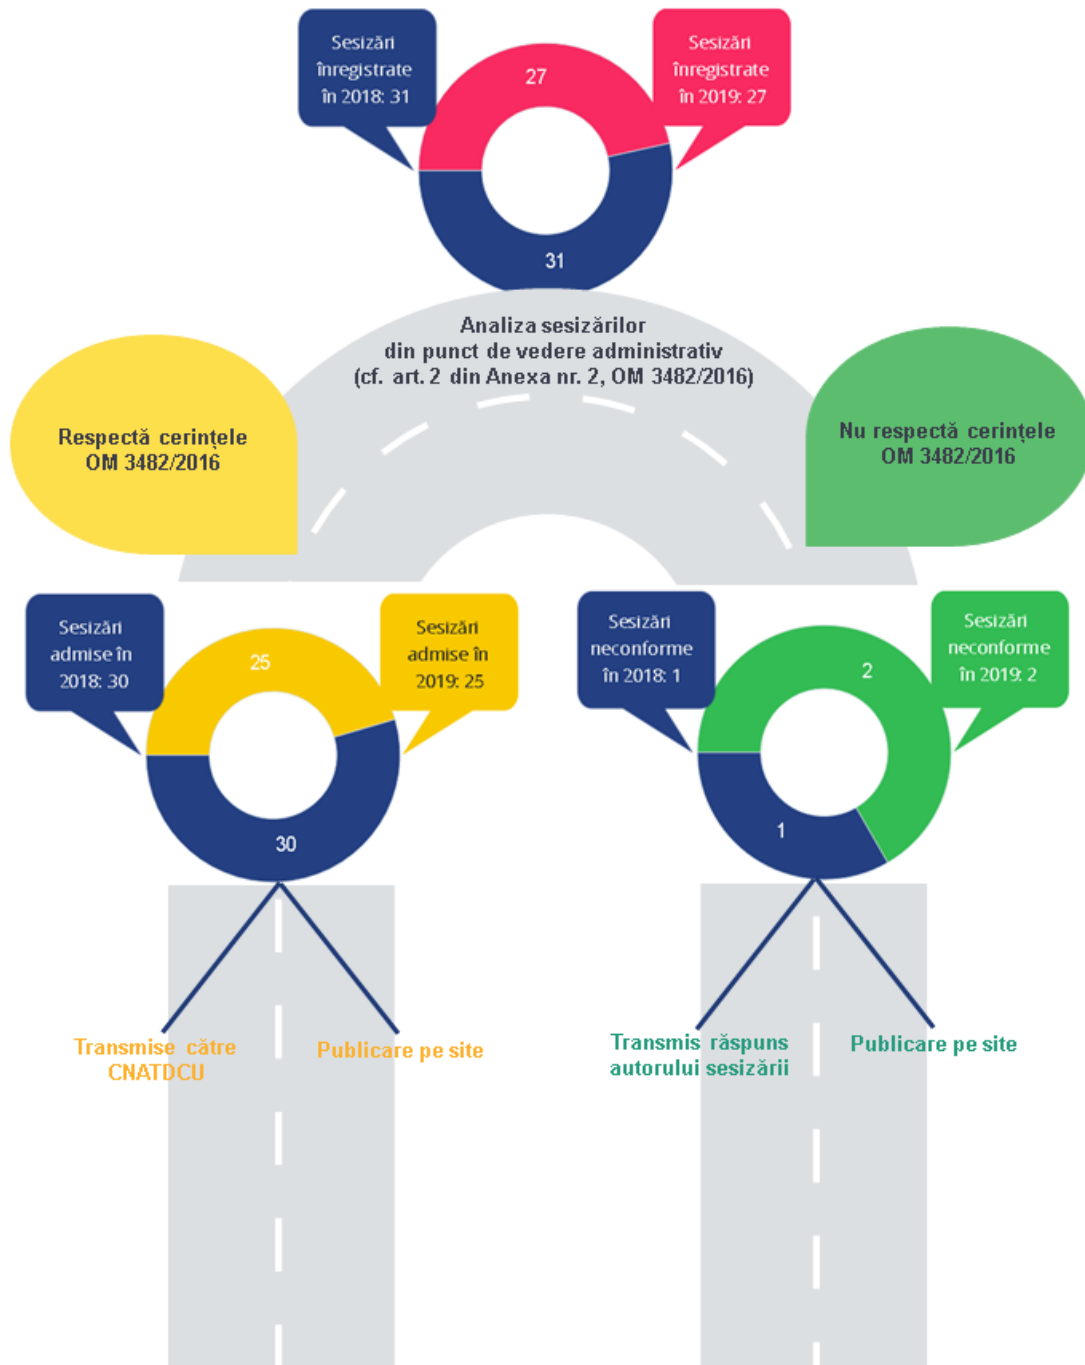 Sesizări
înregistrate
în 2018: 31
27
Sesizări
înregistrate
în 2019: 27
31
Analiza sesizărilor
din punct de vedere administrativ
(cf. art. 2 din Anexa nr. 2, OM 3482/2016)
Respectă cerințele
OM 3482/2016
Nu respectă cerințele
OM 3482/2016
Sesizări
admise în
2018: 30
25
Sesizări
admise în
2019: 25
30
Sesizări
neconforme
în 2018: 1
2
Sesizări
neconforme
în 2019: 2
1
Transmise către
CNATDCU
Publicare pe site
Transmis răspuns
autorului sesizării
Publicare pe site